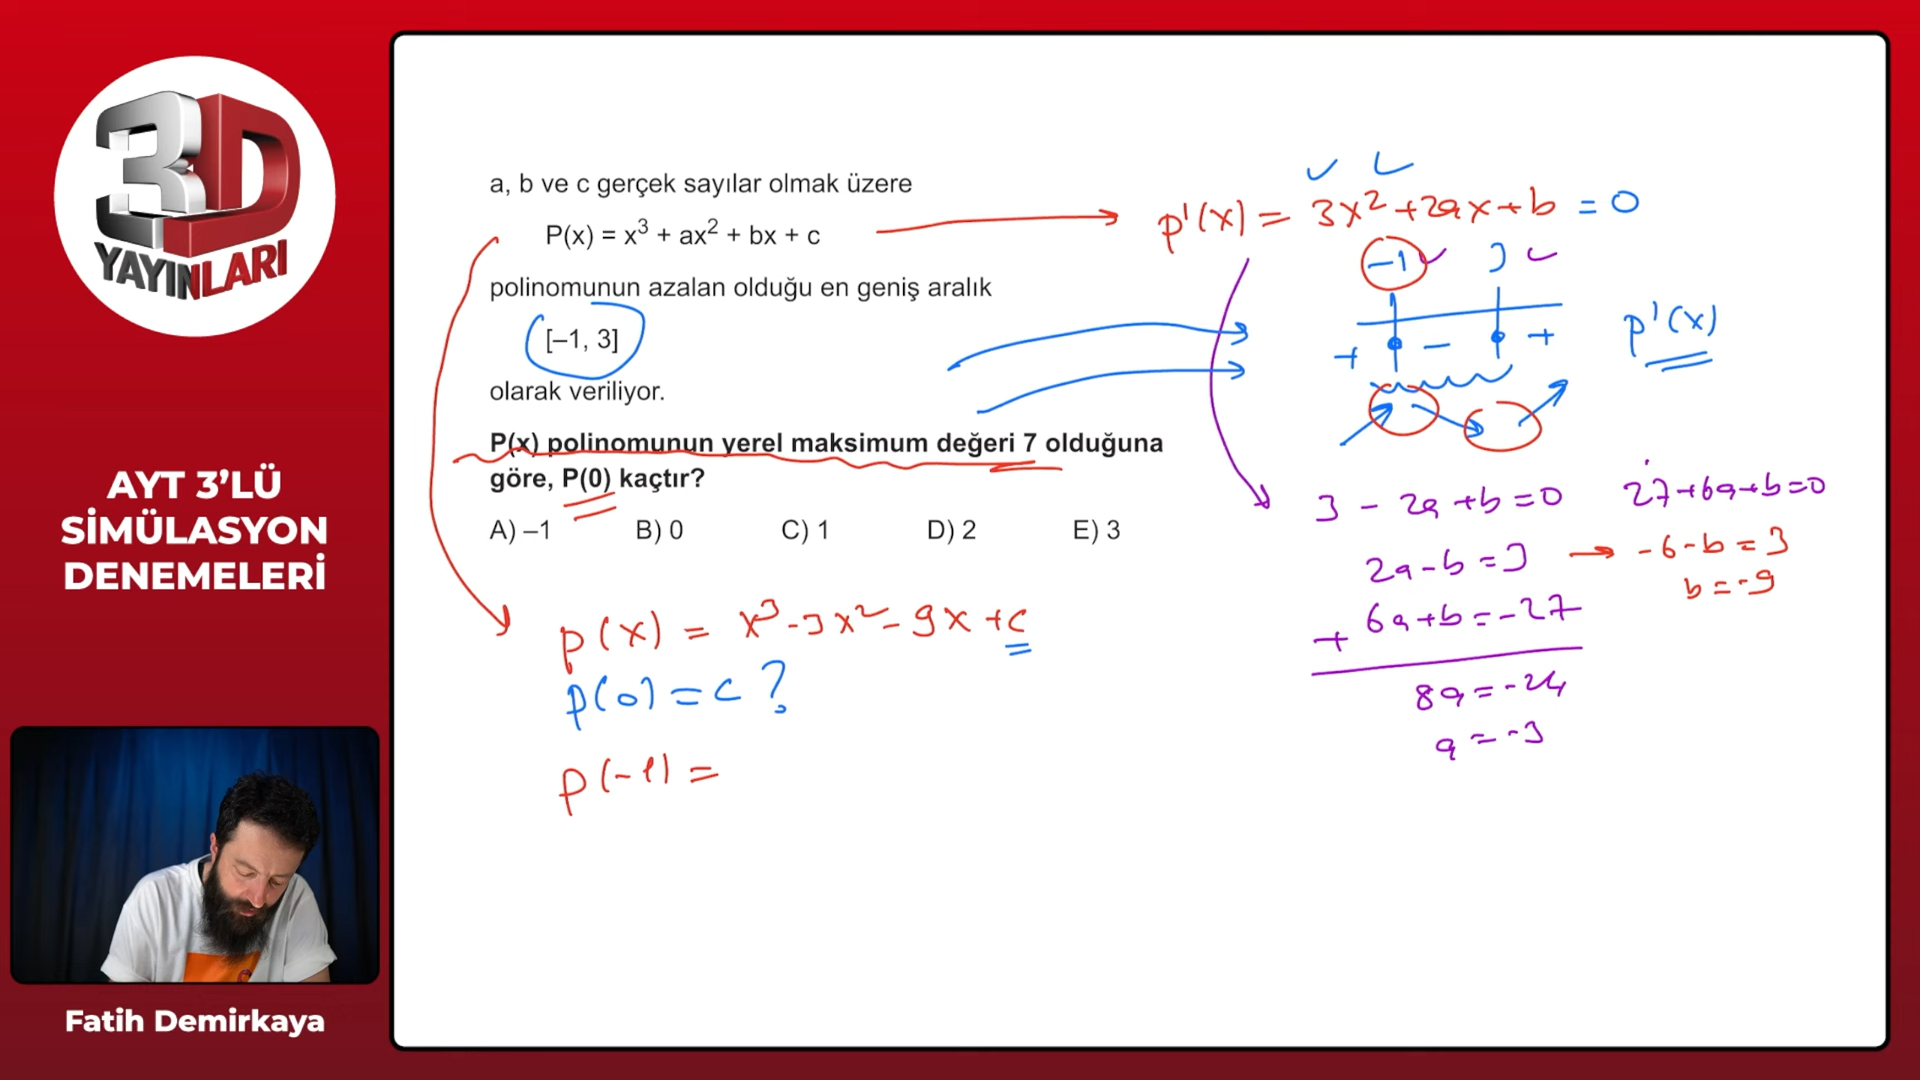 3D
YAYINLARI
AYT 3’LÜ
SİMÜLASYON
DENEMELERİ
Fatih Demirkaya
a, b ve c gerçek sayılar olmak üzere
P(x) = x³ + ax² + bx + c
polinomunun azalan olduğu en geniş aralık
[–1, 3]
olarak veriliyor.
P(x) polinomunun yerel maksimum değeri 7 olduğuna
göre, P(0) kaçtır?
A) –1 B) 0 C) 1 D) 2 E) 3
p(x) = x³ - 3x² - 9x + c
p(0) = c ?
p(-1) =
p'(x) = 3x² + 2ax + b = 0
-1 3
+ - + p'(x)
3 - 2a + b = 0 27 + 6a + b = 0
2a - b = 3 → -6 - b = 3
b = -9
+ 6a + b = -27
8a = -24
a = -3